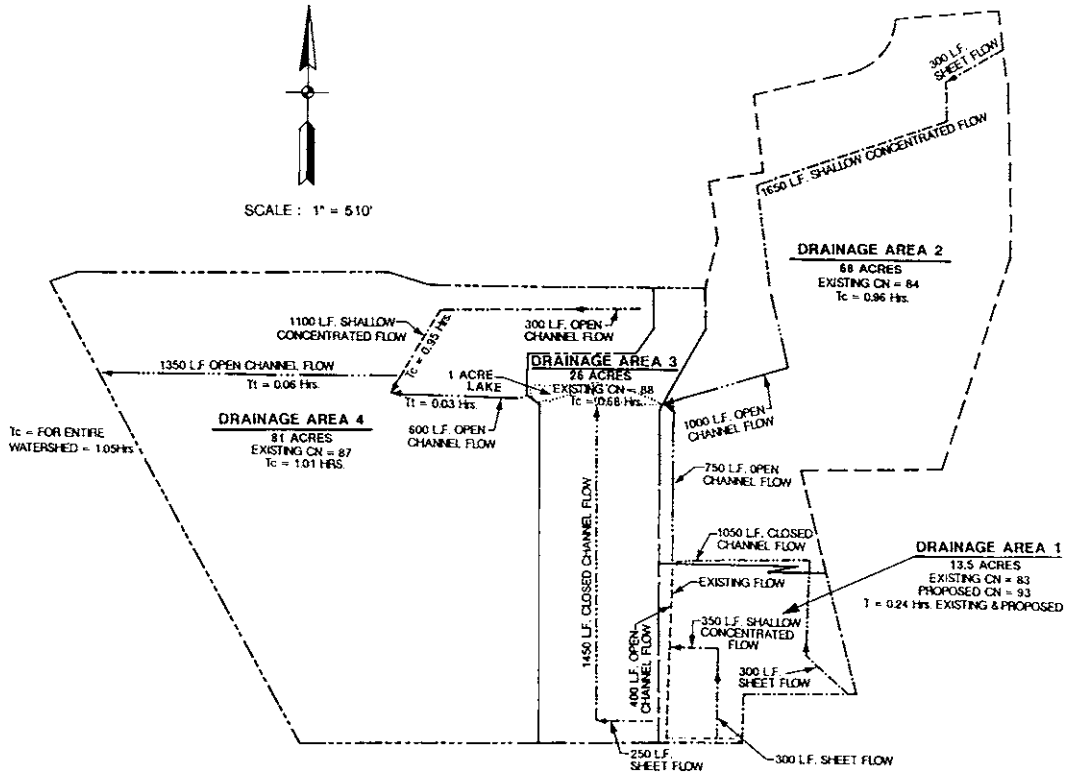 300 L.F.
SHEET FLOW
1650 L.F. SHALLOW CONCENTRATED FLOW
SCALE : 1" = 510'
DRAINAGE AREA 2
68 ACRES
EXISTING CN = 84
Tc = 0.96 Hrs.
1100 L.F. SHALLOW
CONCENTRATED FLOW
Tc = 0.95 Hrs.
300 L.F. OPEN
CHANNEL FLOW
1350 L.F OPEN CHANNEL FLOW
Tt = 0.06 Hrs.
DRAINAGE AREA 3
26 ACRES
EXISTING CN = 88
Tc = 0.68 Hrs.
1 ACRE
LAKE
Tt = 0.03 Hrs.
600 L.F. OPEN
CHANNEL FLOW
1000 L.F. OPEN
CHANNEL FLOW
DRAINAGE AREA 4
81 ACRES
EXISTING CN = 87
Tc = 1.01 HRS.
Tc = FOR ENTIRE
WATERSHED = 1.05Hrs
750 L.F. OPEN
CHANNEL FLOW
1450 L.F. CLOSED CHANNEL FLOW
1050 L.F. CLOSED
CHANNEL FLOW
DRAINAGE AREA 1
13.5 ACRES
EXISTING CN = 83
PROPOSED CN = 93
T = 0.24 Hrs. EXISTING & PROPOSED
EXISTING FLOW
350 L.F. SHALLOW
CONCENTRATED
FLOW
400 L.F. OPEN
CHANNEL FLOW
300 L.F.
SHEET FLOW
250 L.F.
SHEET FLOW
300 L.F. SHEET FLOW